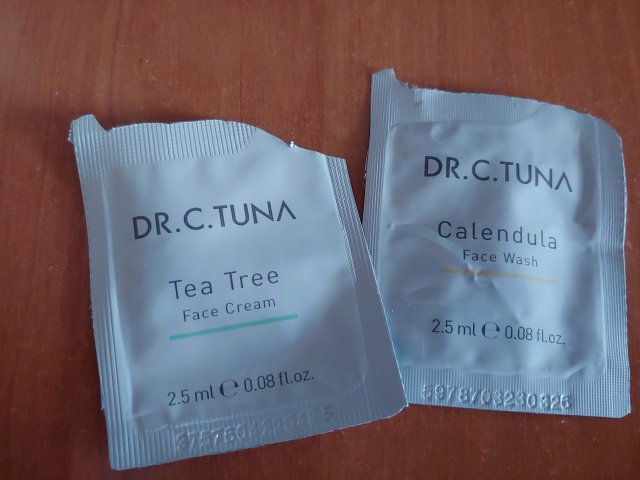 DR.C.TUNA
Tea Tree
Face Cream
2.5 ml ℮ 0.08 fl.oz.
DR.C.TUNA
Calendula
Face Wash
2.5 ml ℮ 0.08 fl.oz.
5978703230326